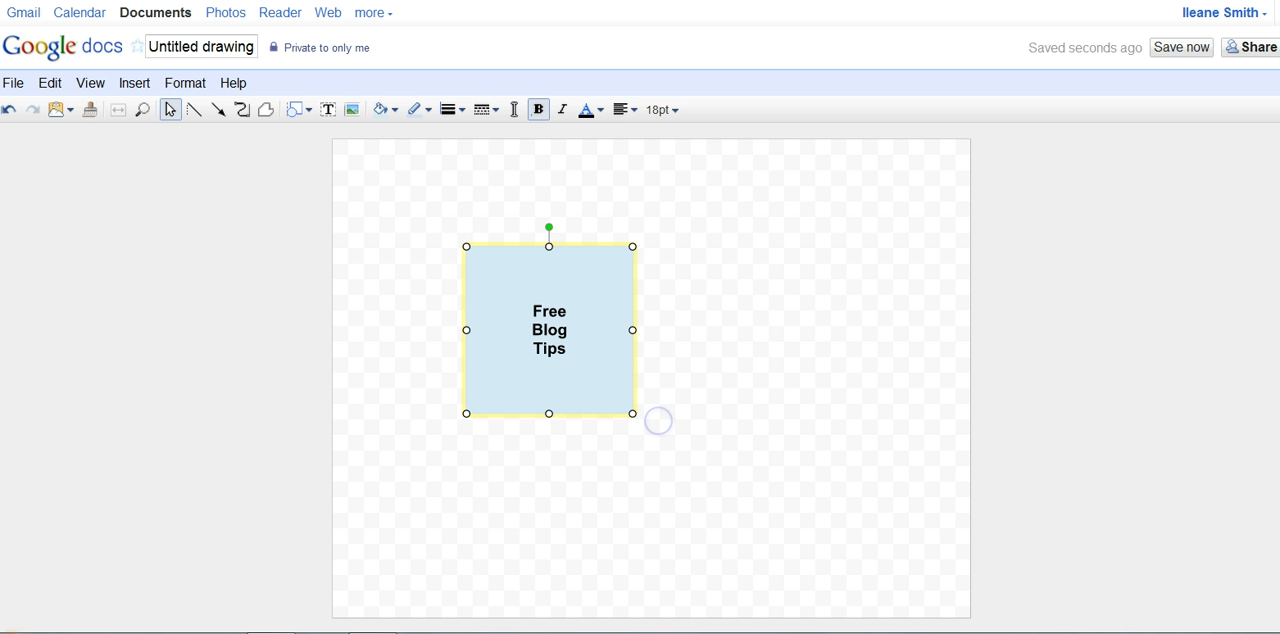 Gmail Calendar Documents Photos Reader Web more Ileane Smith
Google docs Untitled drawing Private to only me Saved seconds ago Save now Share
File Edit View Insert Format Help
T B I A 18pt
Free
Blog
Tips